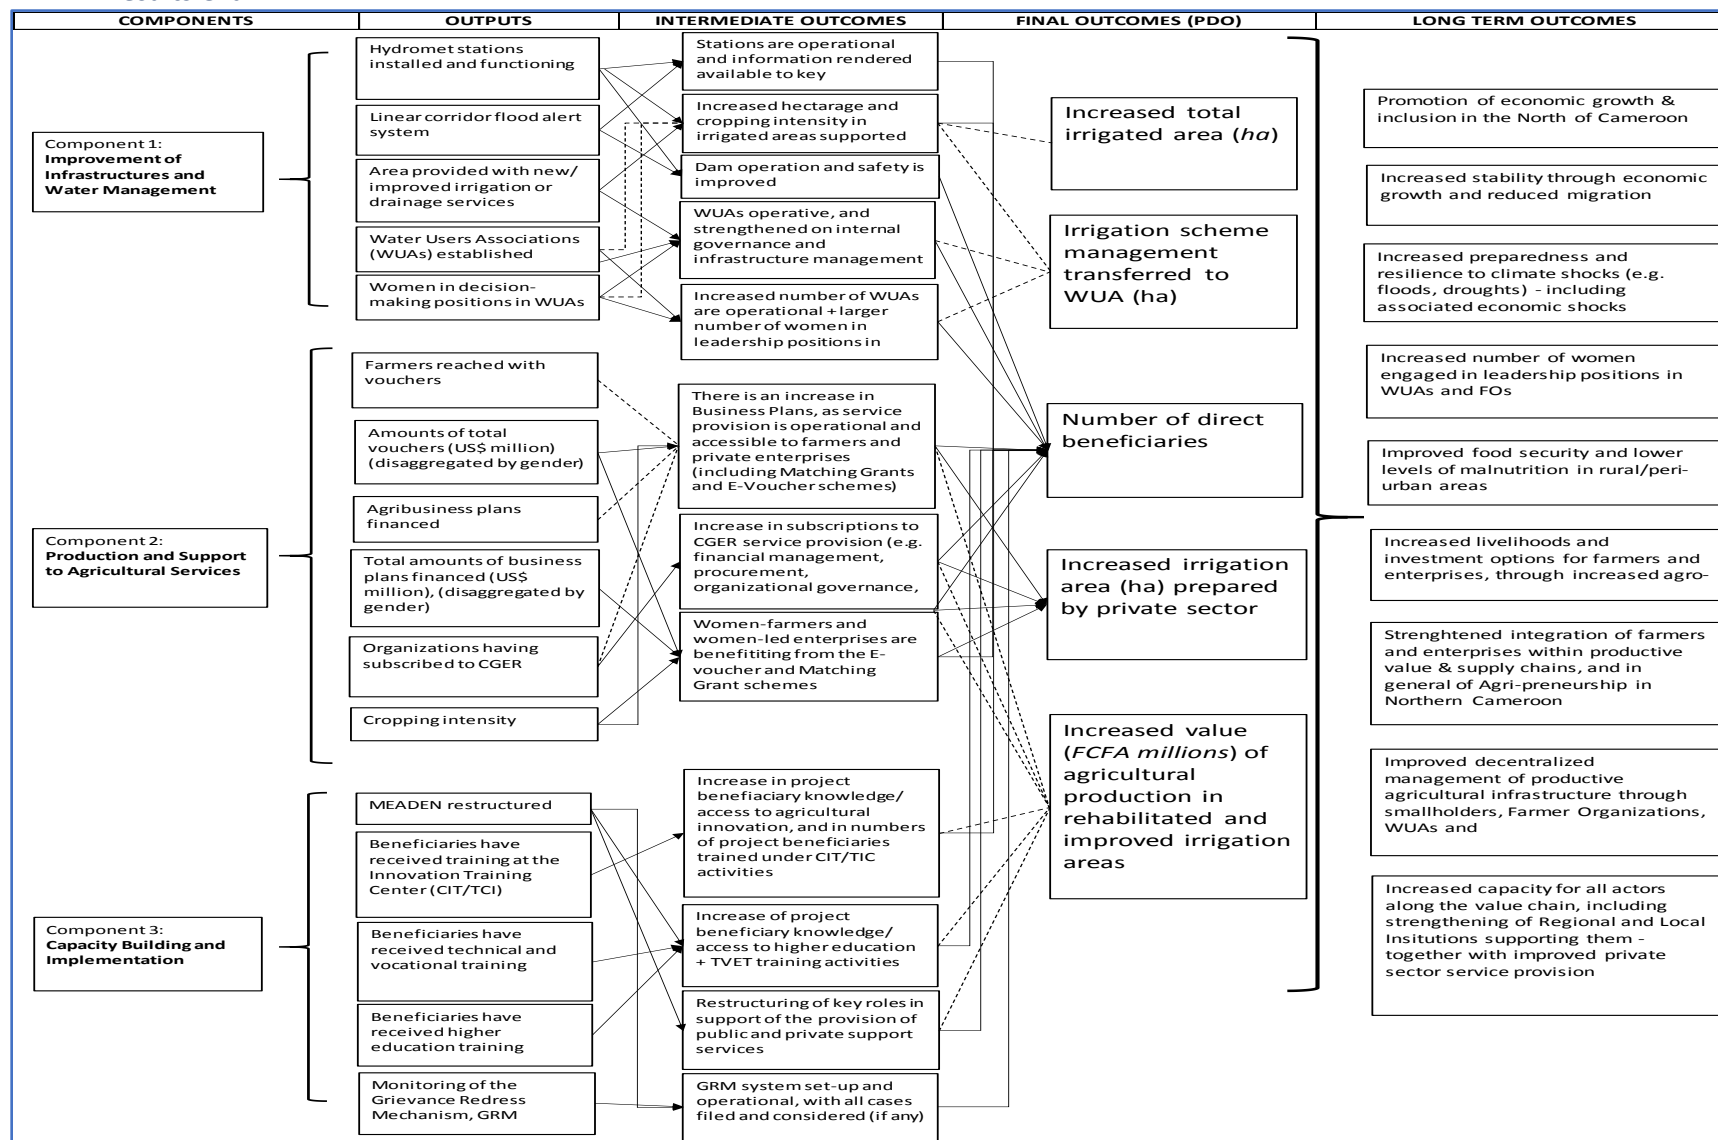 COMPONENTS
OUTPUTS
INTERMEDIATE OUTCOMES
FINAL OUTCOMES (PDO)
LONG TERM OUTCOMES
Component 1:
Improvement of
Infrastructures and
Water Management
Component 2:
Production and Support
to Agricultural Services
Component 3:
Capacity Building and
Implementation
Hydromet stations
installed and functioning
Linear corridor flood alert
system
Area provided with new/
improved irrigation or
drainage services
Water Users Associations
(WUAs) established
Women in decision-
making positions in WUAs
Farmers reached with
vouchers
Amounts of total
vouchers (US$ million)
(disaggregated by gender)
Agribusiness plans
financed
Total amounts of business
plans financed (US$
million), (disaggregated by
gender)
Organizations having
subscribed to CGER
Cropping intensity
MEADEN restructured
Beneficiaries have
received training at the
Innovation Training
Center (CIT/TCI)
Beneficiaries have
received technical and
vocational training
Beneficiaries have
received higher
education training
Monitoring of the
Grievance Redress
Mechanism, GRM
Stations are operational
and information rendered
available to key
Increased hectarage and
cropping intensity in
irrigated areas supported
Dam operation and safety is
improved
WUAs operative, and
strengthened on internal
governance and
infrastructure management
Increased number of WUAs
are operational + larger
number of women in
leadership positions in
There is an increase in
Business Plans, as service
provision is operational and
accessible to farmers and
private enterprises
(including Matching Grants
and E-Voucher schemes)
Increase in subscriptions to
CGER service provision (e.g.
financial management,
procurement,
organizational governance,
Women-farmers and
women-led enterprises are
benefititing from the E-
voucher and Matching
Grant schemes
Increase in project
benefiaciary knowledge/
access to agricultural
innovation, and in numbers
of project beneficiaries
trained under CIT/TIC
activities
Increase of project
beneficiary knowledge/
access to higher education
+ TVET training activities
Restructuring of key roles in
support of the provision of
public and private support
services
GRM system set-up and
operational, with all cases
filed and considered (if any)
Increased total
irrigated area (ha)
Irrigation scheme
management
transferred to
WUA (ha)
Number of direct
beneficiaries
Increased irrigation
area (ha) prepared
by private sector
Increased value
(FCFA millions) of
agricultural
production in
rehabilitated and
improved irrigation
areas
Promotion of economic growth &
inclusion in the North of Cameroon
Increased stability through economic
growth and reduced migration
Increased preparedness and
resilience to climate shocks (e.g.
floods, droughts) - including
associated economic shocks
Increased number of women
engaged in leadership positions in
WUAs and FOs
Improved food security and lower
levels of malnutrition in rural/peri-
urban areas
Increased livelihoods and
investment options for farmers and
enterprises, through increased agro-
Strenghtened integration of farmers
and enterprises within productive
value & supply chains, and in
general of Agri-preneurship in
Northern Cameroon
Improved decentralized
management of productive
agricultural infrastructure through
smallholders, Farmer Organizations,
WUAs and
Increased capacity for all actors
along the value chain, including
strengthening of Regional and Local
Insitutions supporting them -
together with improved private
sector service provision